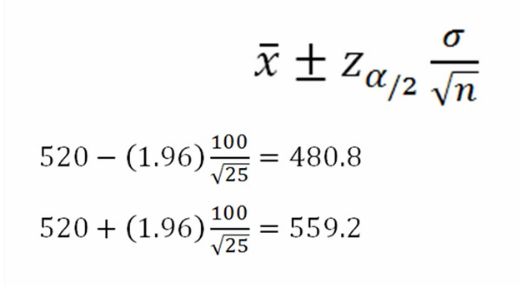 x̄ ± z_{α/2} σ/√n
520 − (1.96) 100/√25 = 480.8
520 + (1.96) 100/√25 = 559.2